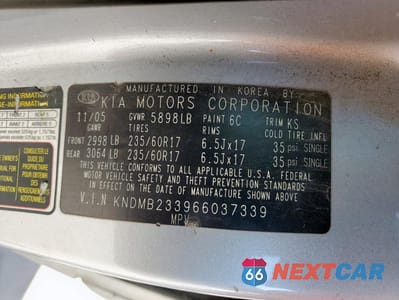 MANUFACTURED IN KOREA
KIA MOTORS CORPORATION
11/05 GVWR 5898LB PAINT 6C TRIM KS
GAWR TIRES RIMS COLD TIRE INFL
FRONT 2998 LB 235/60R17 6.5Jx17 35 psi SINGLE
REAR 3064 LB 235/60R17 6.5Jx17 35 psi SINGLE
THIS VEHICLE CONFORMS TO ALL APPLICABLE U.S.A. FEDERAL
MOTOR VEHICLE SAFETY AND THEFT PREVENTION STANDARDS
IN EFFECT ON THE DATE OF MANUFACTURE SHOWN ABOVE
V.I.N KNDMB233966037339
MPV
66 NEXTCAR